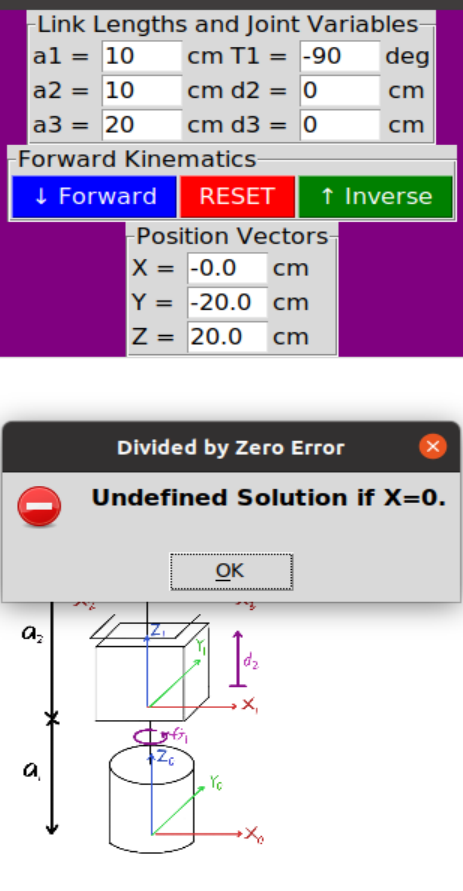 Link Lengths and Joint Variables
a1 = 10 cm T1 = -90 deg
a2 = 10 cm d2 = 0 cm
a3 = 20 cm d3 = 0 cm
Forward Kinematics
↓ Forward RESET ↑ Inverse
Position Vectors
X = -0.0 cm
Y = -20.0 cm
Z = 20.0 cm
Divided by Zero Error
Undefined Solution if X=0.
OK
a₂ Z₁ Y₁ d₂
X₁
a₁ Z₀ Y₀
X₀